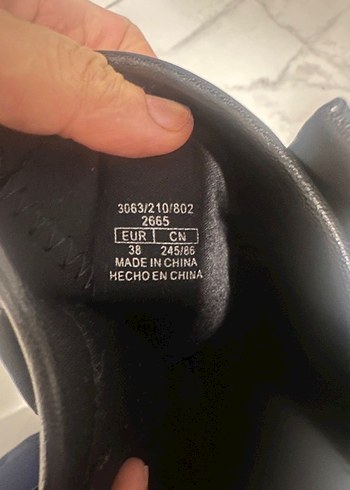 3063/210/802
2665
EUR CN
38 245/86
MADE IN CHINA
HECHO EN CHINA